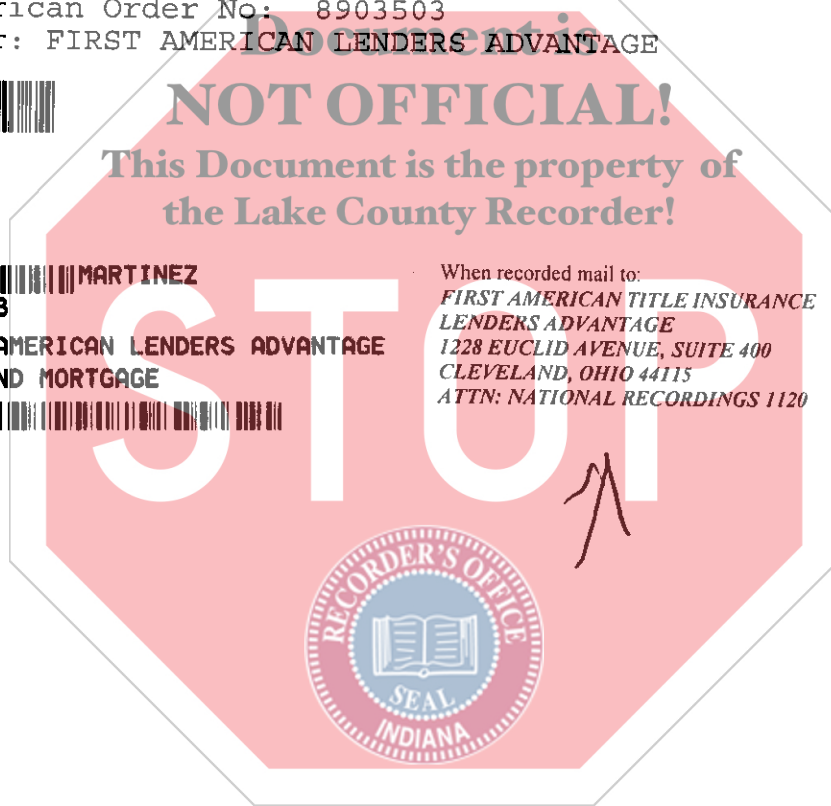 rican Order No: 8903503
r: FIRST AMERICAN LENDERS ADVANTAGE
Document is
NOT OFFICIAL!
This Document is the property of
the Lake County Recorder!
MARTINEZ
When recorded mail to:
FIRST AMERICAN TITLE INSURANCE
LENDERS ADVANTAGE
1228 EUCLID AVENUE, SUITE 400
CLEVELAND, OHIO 44115
ATTN: NATIONAL RECORDINGS 1120
3
AMERICAN LENDERS ADVANTAGE
ND MORTGAGE
STOP
RECORDER'S OFFICE
SEAL
INDIANA